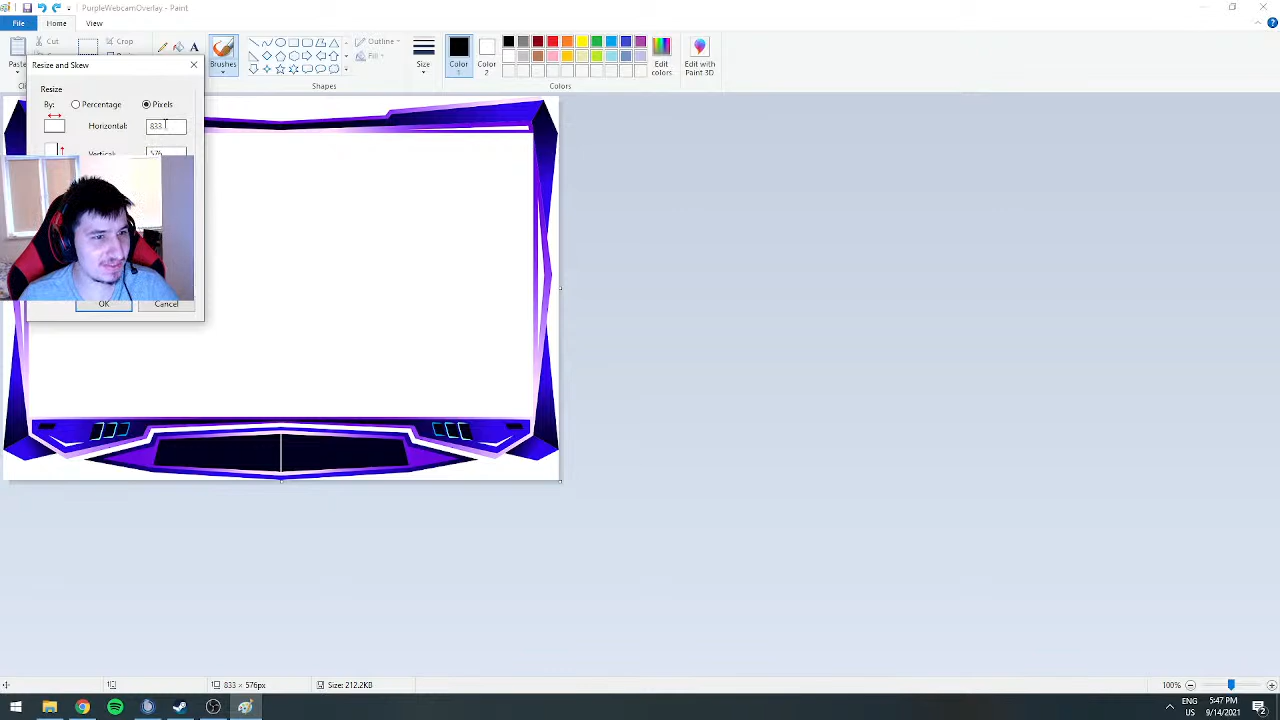 PurpleWebcamOverlay - Paint
File
Home
View
Paste
Cut
Crop
Brushes
Outline
Fill
Shapes
Size
Color 1
Color 2
Edit colors
Edit with Paint 3D
Colors
Resize and Skew
Resize
By:
Percentage
Pixels
Horizontal:
833
OK
Cancel
833 × 576px
Size: 212.2KB
100%
ENG
US
5:47 PM
9/14/2021